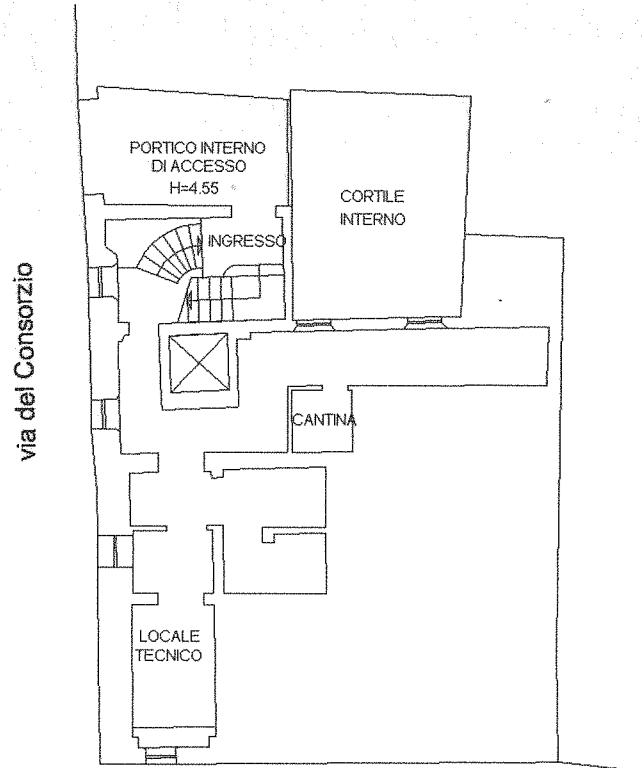 PORTICO INTERNO
DI ACCESSO
H=4.55
CORTILE
INTERNO
INGRESSO
via del Consorzio
CANTINA
LOCALE
TECNICO